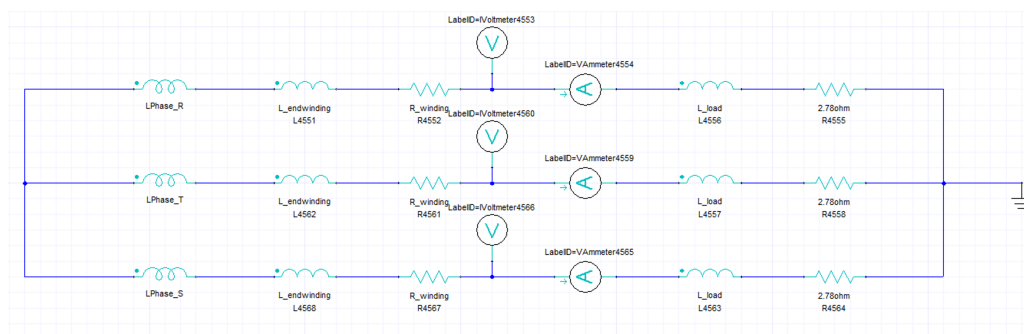 LabelID=IVoltmeter4553
LabelID=VAmmeter4554
LPhase_R
L_endwinding
L4551
R_winding
R4552
L_load
L4556
2.78ohm
R4555
LabelID=IVoltmeter4560
LabelID=VAmmeter4559
LPhase_T
L_endwinding
L4562
R_winding
R4561
L_load
L4557
2.78ohm
R4558
LabelID=IVoltmeter4566
LabelID=VAmmeter4565
LPhase_S
L_endwinding
L4568
R_winding
R4567
L_load
L4563
2.78ohm
R4564